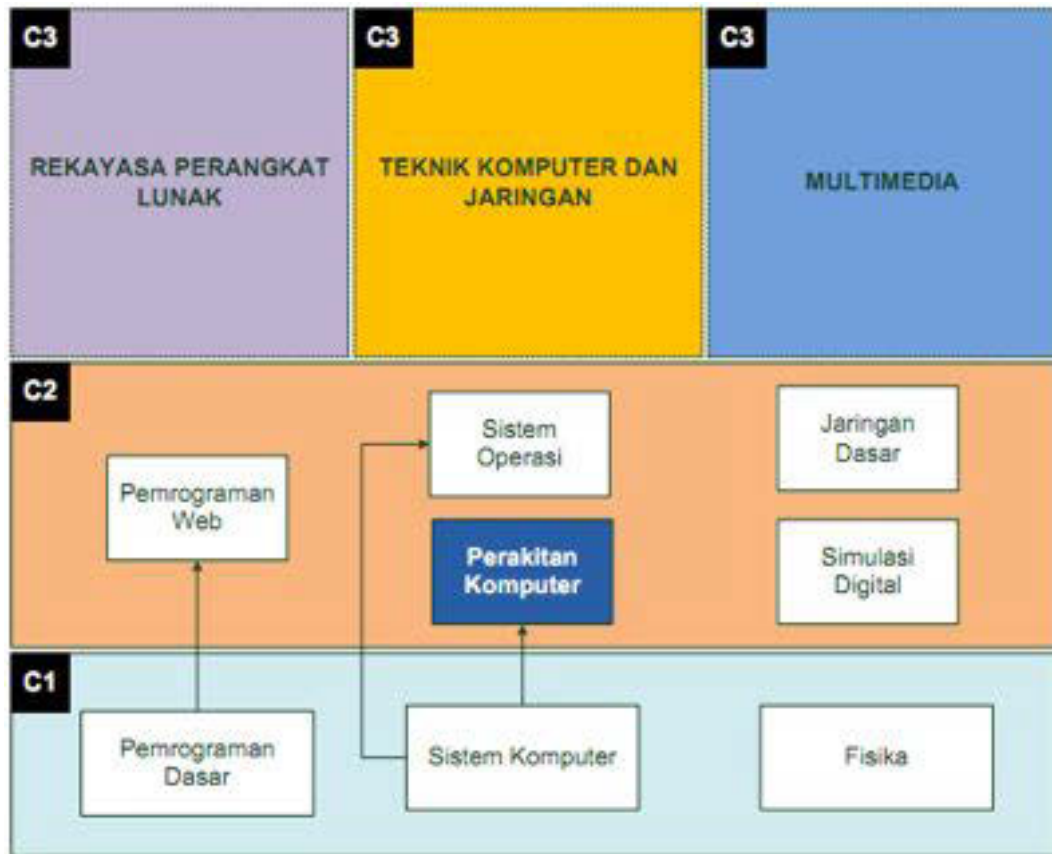 C3
REKAYASA PERANGKAT
LUNAK
C3
TEKNIK KOMPUTER DAN
JARINGAN
C3
MULTIMEDIA
C2
Pemrograman
Web
Sistem
Operasi
Perakitan
Komputer
Jaringan
Dasar
Simulasi
Digital
C1
Pemrograman
Dasar
Sistem Komputer
Fisika